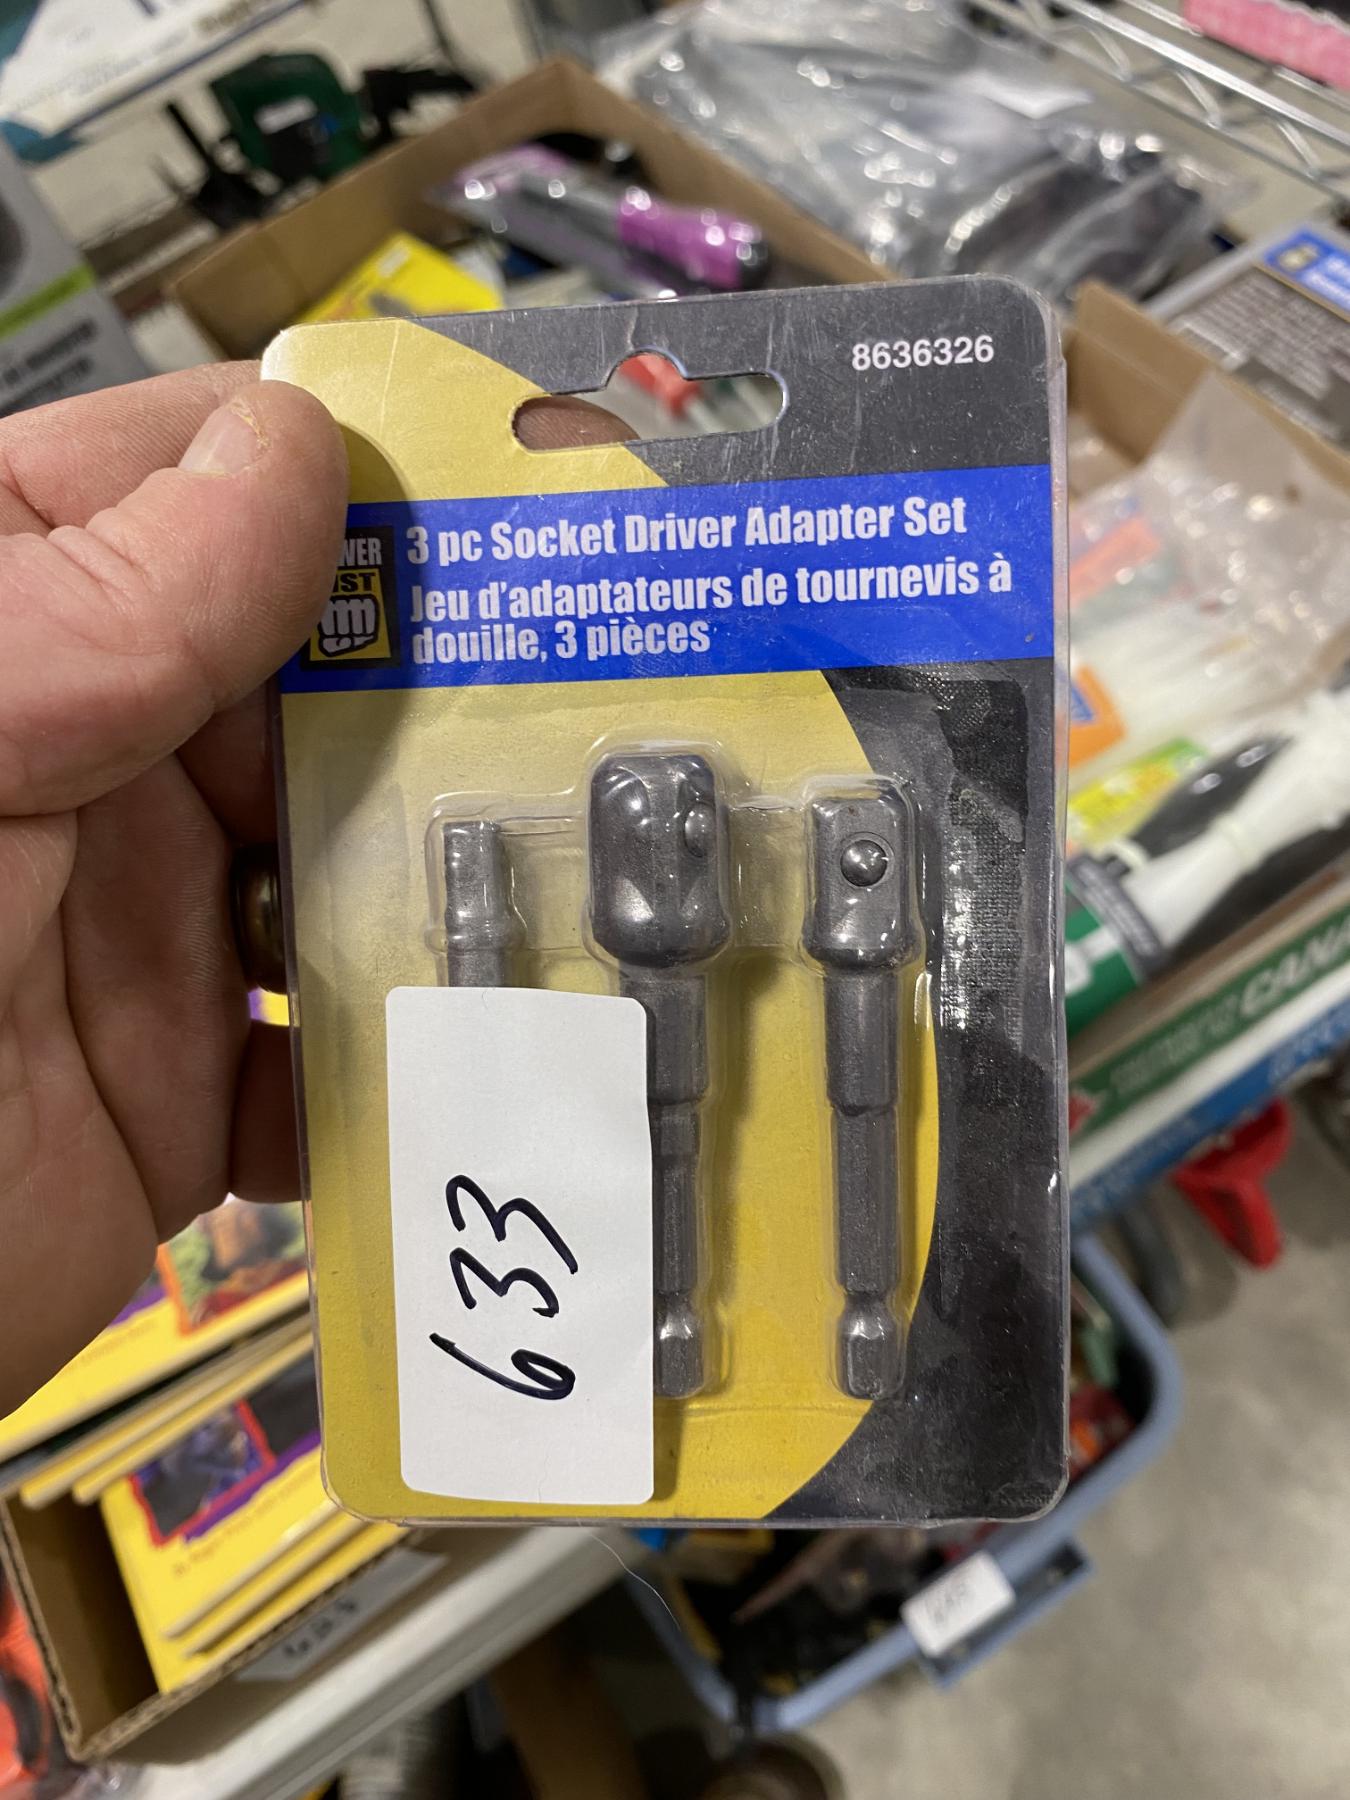 8636326
3 pc Socket Driver Adapter Set
Jeu d'adaptateurs de tournevis à
douille, 3 pièces
633